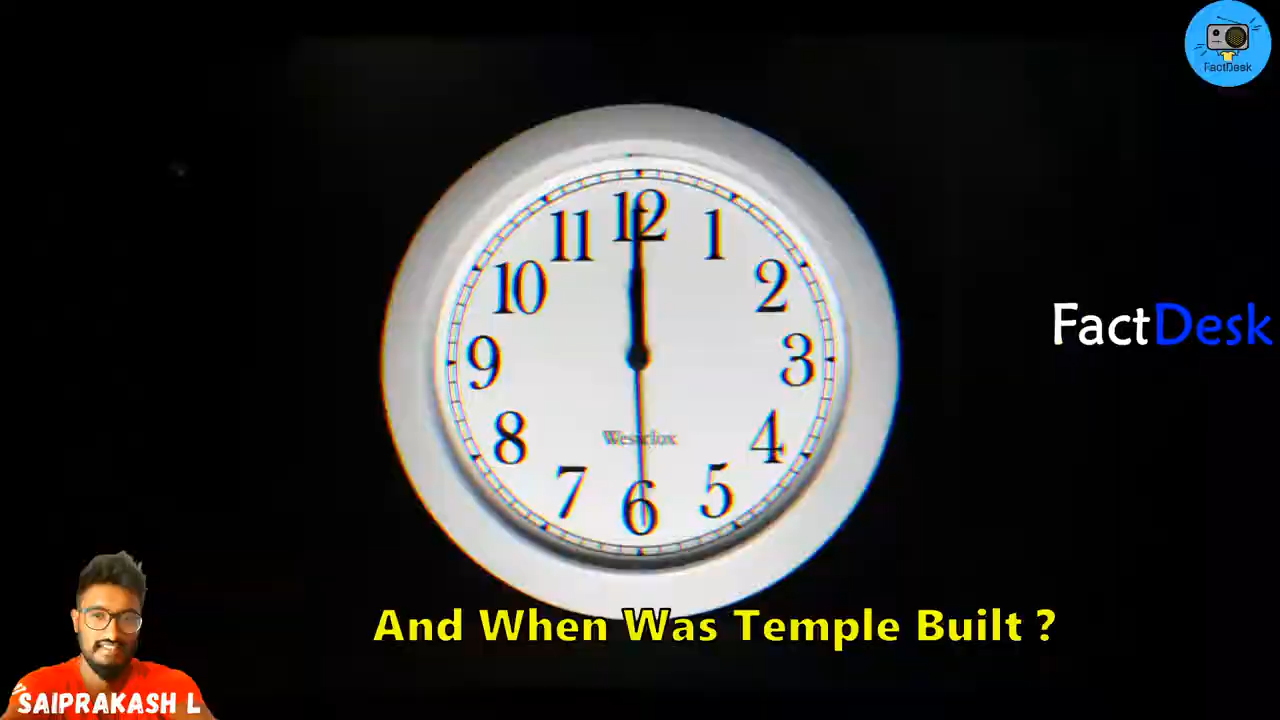 FactDesk
12
11
1
10
2
9
3
8
4
7
5
6
Westclox
FactDesk
And When Was Temple Built ?
SAIPRAKASH L